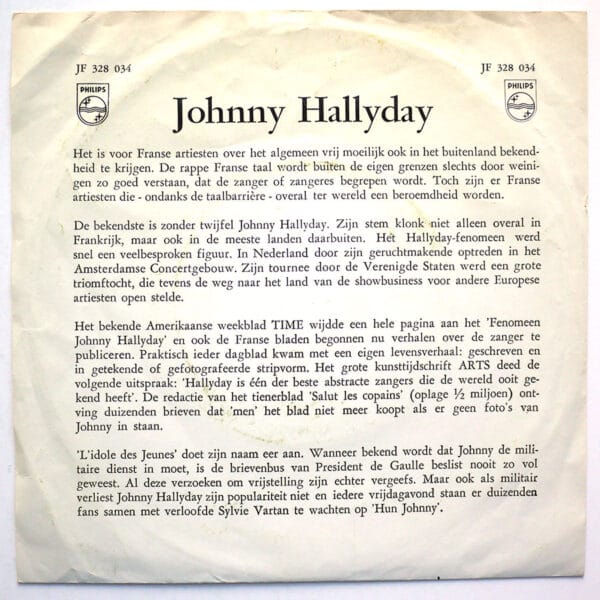 JF 328 034
JF 328 034
PHILIPS
PHILIPS
Johnny Hallyday
Het is voor Franse artiesten over het algemeen vrij moeilijk ook in het buitenland bekend-
heid te krijgen. De rappe Franse taal wordt buiten de eigen grenzen slechts door weini-
gen zo goed verstaan, dat de zanger of zangeres begrepen wordt. Toch zijn er Franse
artiesten die - ondanks de taalbarrière - overal ter wereld een beroemdheid worden.
De bekendste is zonder twijfel Johnny Hallyday. Zijn stem klonk niet alleen overal in
Frankrijk, maar ook in de meeste landen daarbuiten. Hét Hallyday-fenomeen werd
snel een veelbesproken figuur. In Nederland door zijn geruchtmakende optreden in het
Amsterdamse Concertgebouw. Zijn tournee door de Verenigde Staten werd een grote
triomftocht, die tevens de weg naar het land van de showbusiness voor andere Europese
artiesten open stelde.
Het bekende Amerikaanse weekblad TIME wijdde een hele pagina aan het 'Fenomeen
Johnny Hallyday' en ook de Franse bladen begonnen nu verhalen over de zanger te
publiceren. Praktisch ieder dagblad kwam met een eigen levensverhaal: geschreven en
in getekende of gefotografeerde stripvorm. Het grote kunsttijdschrift ARTS deed de
volgende uitspraak: 'Hallyday is één der beste abstracte zangers die de wereld ooit ge-
kend heeft'. De redactie van het tienerblad 'Salut les copains' (oplage ½ miljoen) ont-
ving duizenden brieven dat 'men' het blad niet meer koopt als er geen foto's van
Johnny in staan.
'L'idole des Jeunes' doet zijn naam eer aan. Wanneer bekend wordt dat Johnny de mili-
taire dienst in moet, is de brievenbus van President de Gaulle beslist nooit zo vol
geweest. Al deze verzoeken om vrijstelling zijn echter vergeefs. Maar ook als militair
verliest Johnny Hallyday zijn populariteit niet en iedere vrijdagavond staan er duizenden
fans samen met verloofde Sylvie Vartan te wachten op 'Hun Johnny'.